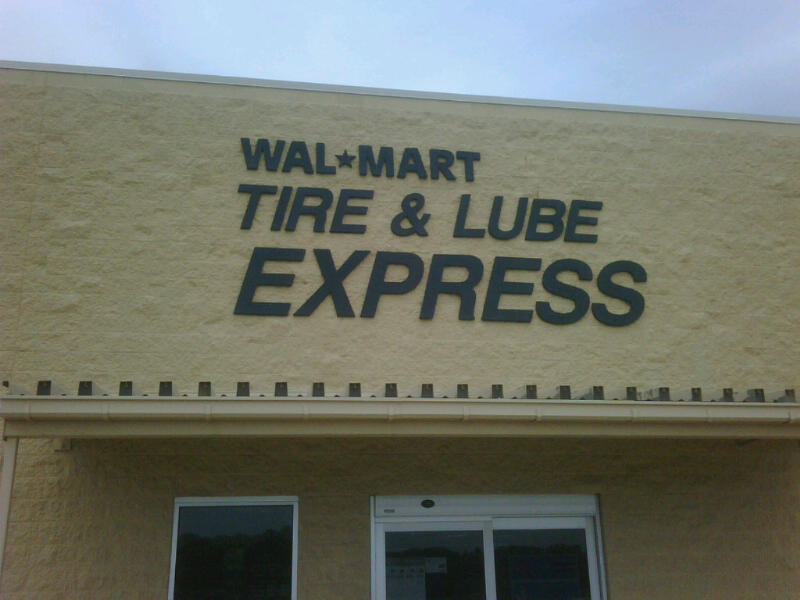 WAL★MART
TIRE & LUBE
EXPRESS